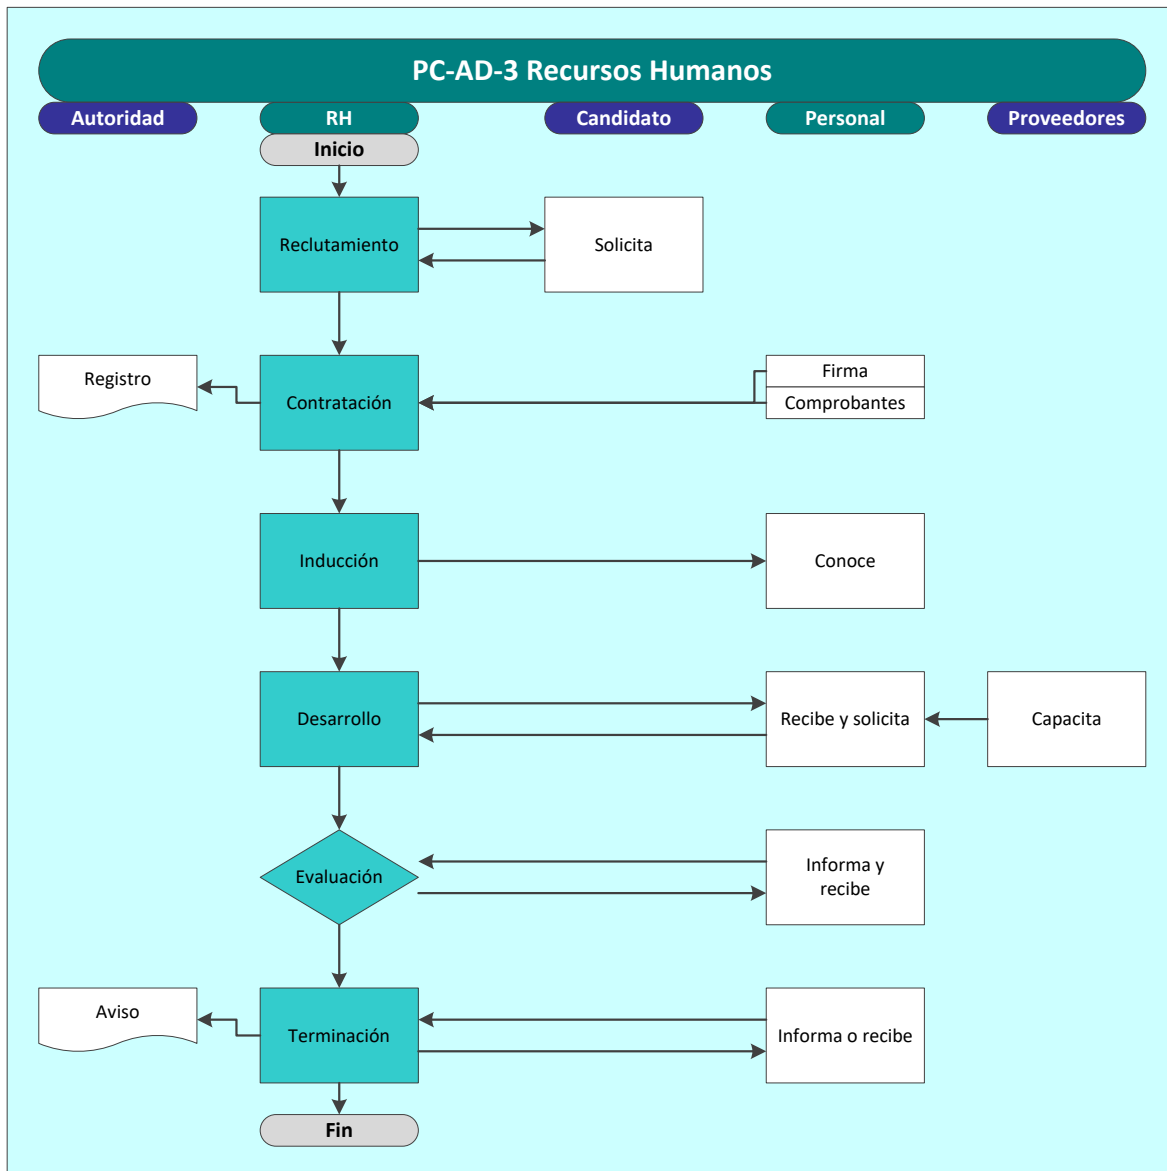 PC-AD-3 Recursos Humanos
Autoridad
RH
Candidato
Personal
Proveedores
Inicio
Reclutamiento
Solicita
Registro
Contratación
Firma
Comprobantes
Inducción
Conoce
Desarrollo
Recibe y solicita
Capacita
Evaluación
Informa y
recibe
Aviso
Terminación
Informa o recibe
Fin